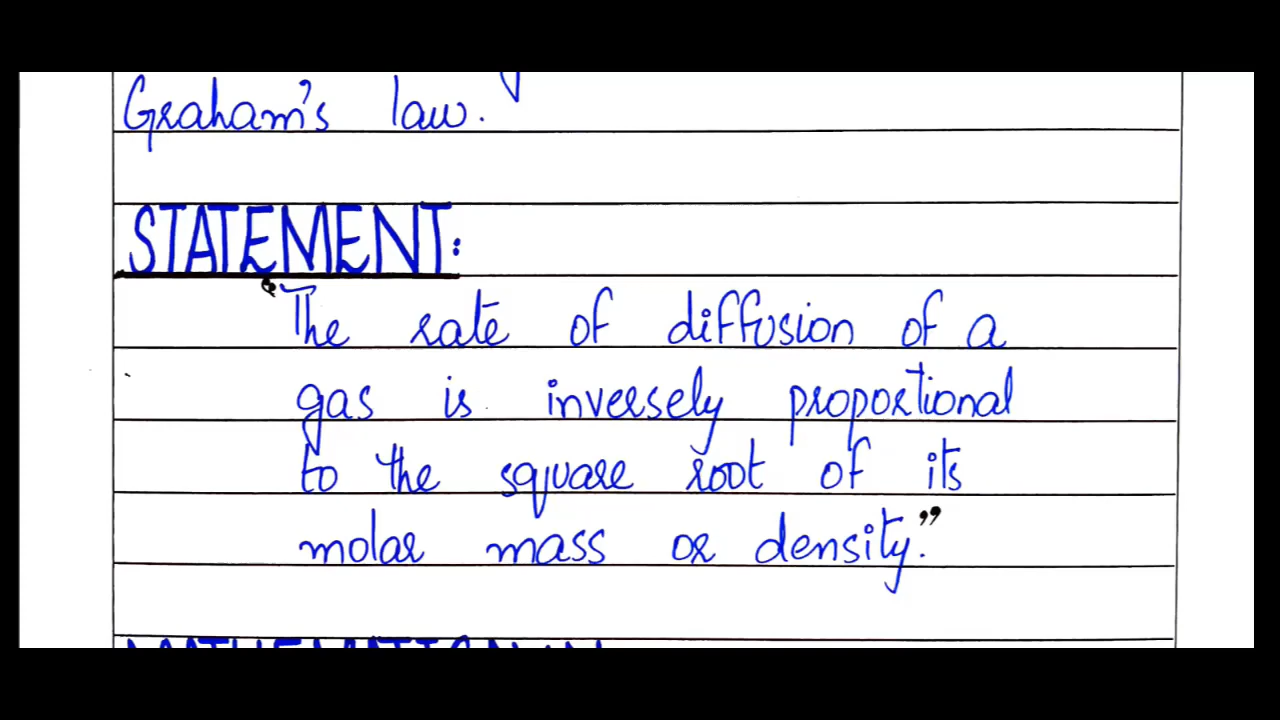 Graham's law.
STATEMENT:
"The rate of diffusion of a
gas is inversely proportional
to the square root of its
molar mass or density."